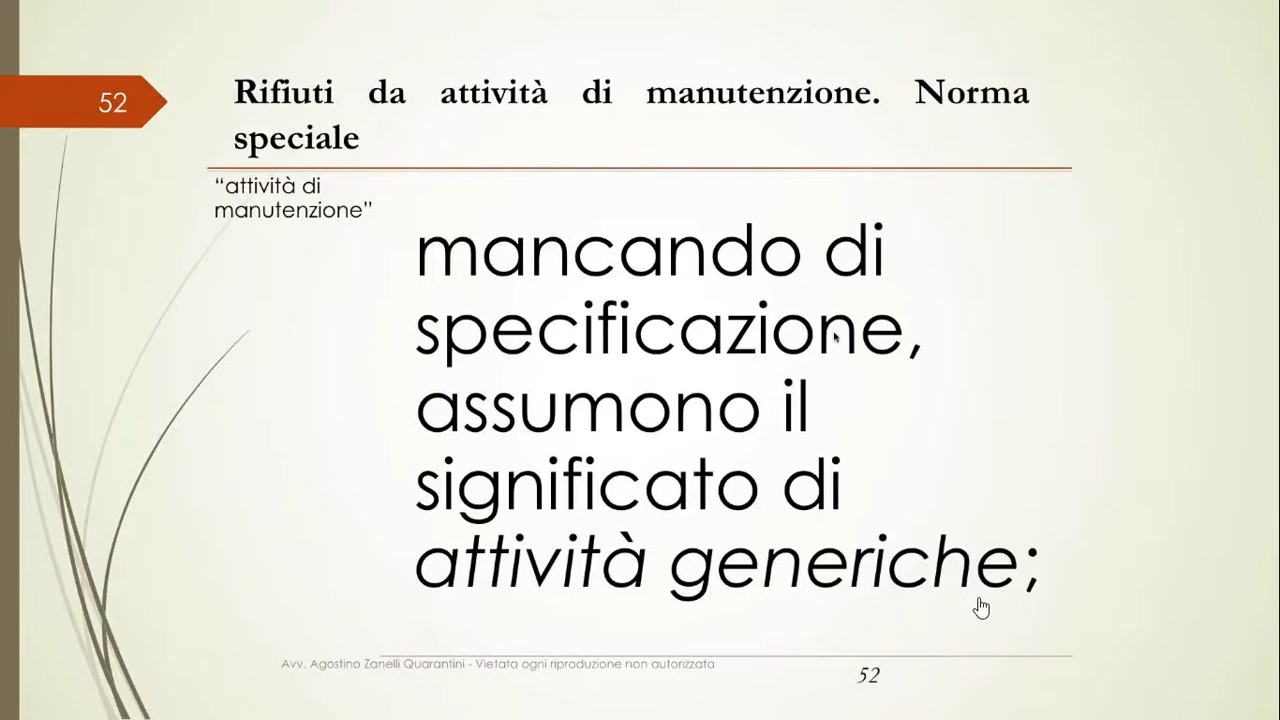 52
Rifiuti da attività di manutenzione. Norma
speciale
“attività di
manutenzione”
mancando di
specificazione,
assumono il
significato di
attività generiche;
Avv. Agostino Zanelli Quarantini - Vietata ogni riproduzione non autorizzata
52